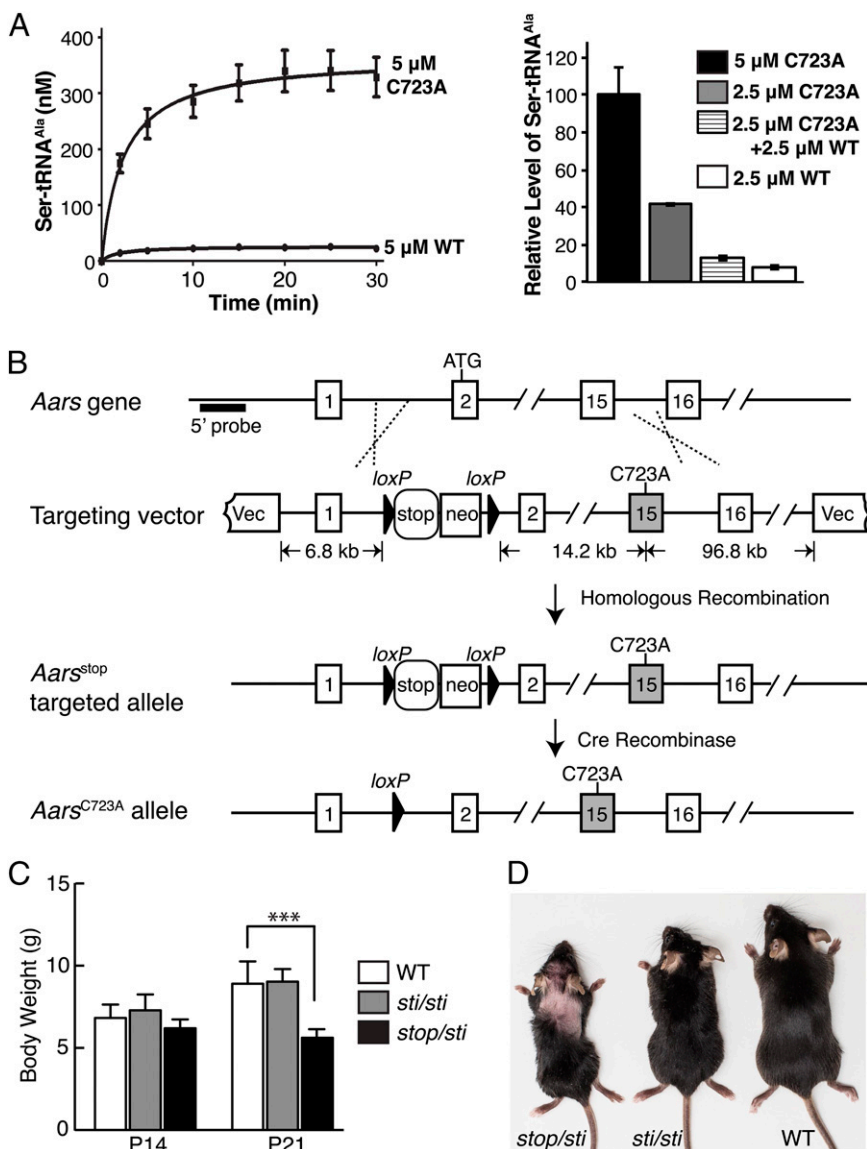 A
Ser-tRNAAla (nM)
400
300
200
100
0
0
10
20
30
Time (min)
5 µM
C723A
5 µM WT
Relative Level of Ser-tRNAAla
120
100
80
60
40
20
0
5 µM C723A
2.5 µM C723A
2.5 µM C723A
+2.5 µM WT
2.5 µM WT
B
Aars gene
5' probe
1
ATG
2
15
16
Targeting vector
Vec
1
loxP
stop
neo
loxP
2
C723A
15
16
Vec
6.8 kb
14.2 kb
96.8 kb
Homologous Recombination
Aarsstop
targeted allele
1
loxP
stop
neo
loxP
2
C723A
15
16
Cre Recombinase
AarsC723A allele
1
loxP
2
C723A
15
16
C
Body Weight (g)
15
10
5
0
***
P14
P21
WT
sti/sti
stop/sti
D
stop/sti
sti/sti
WT